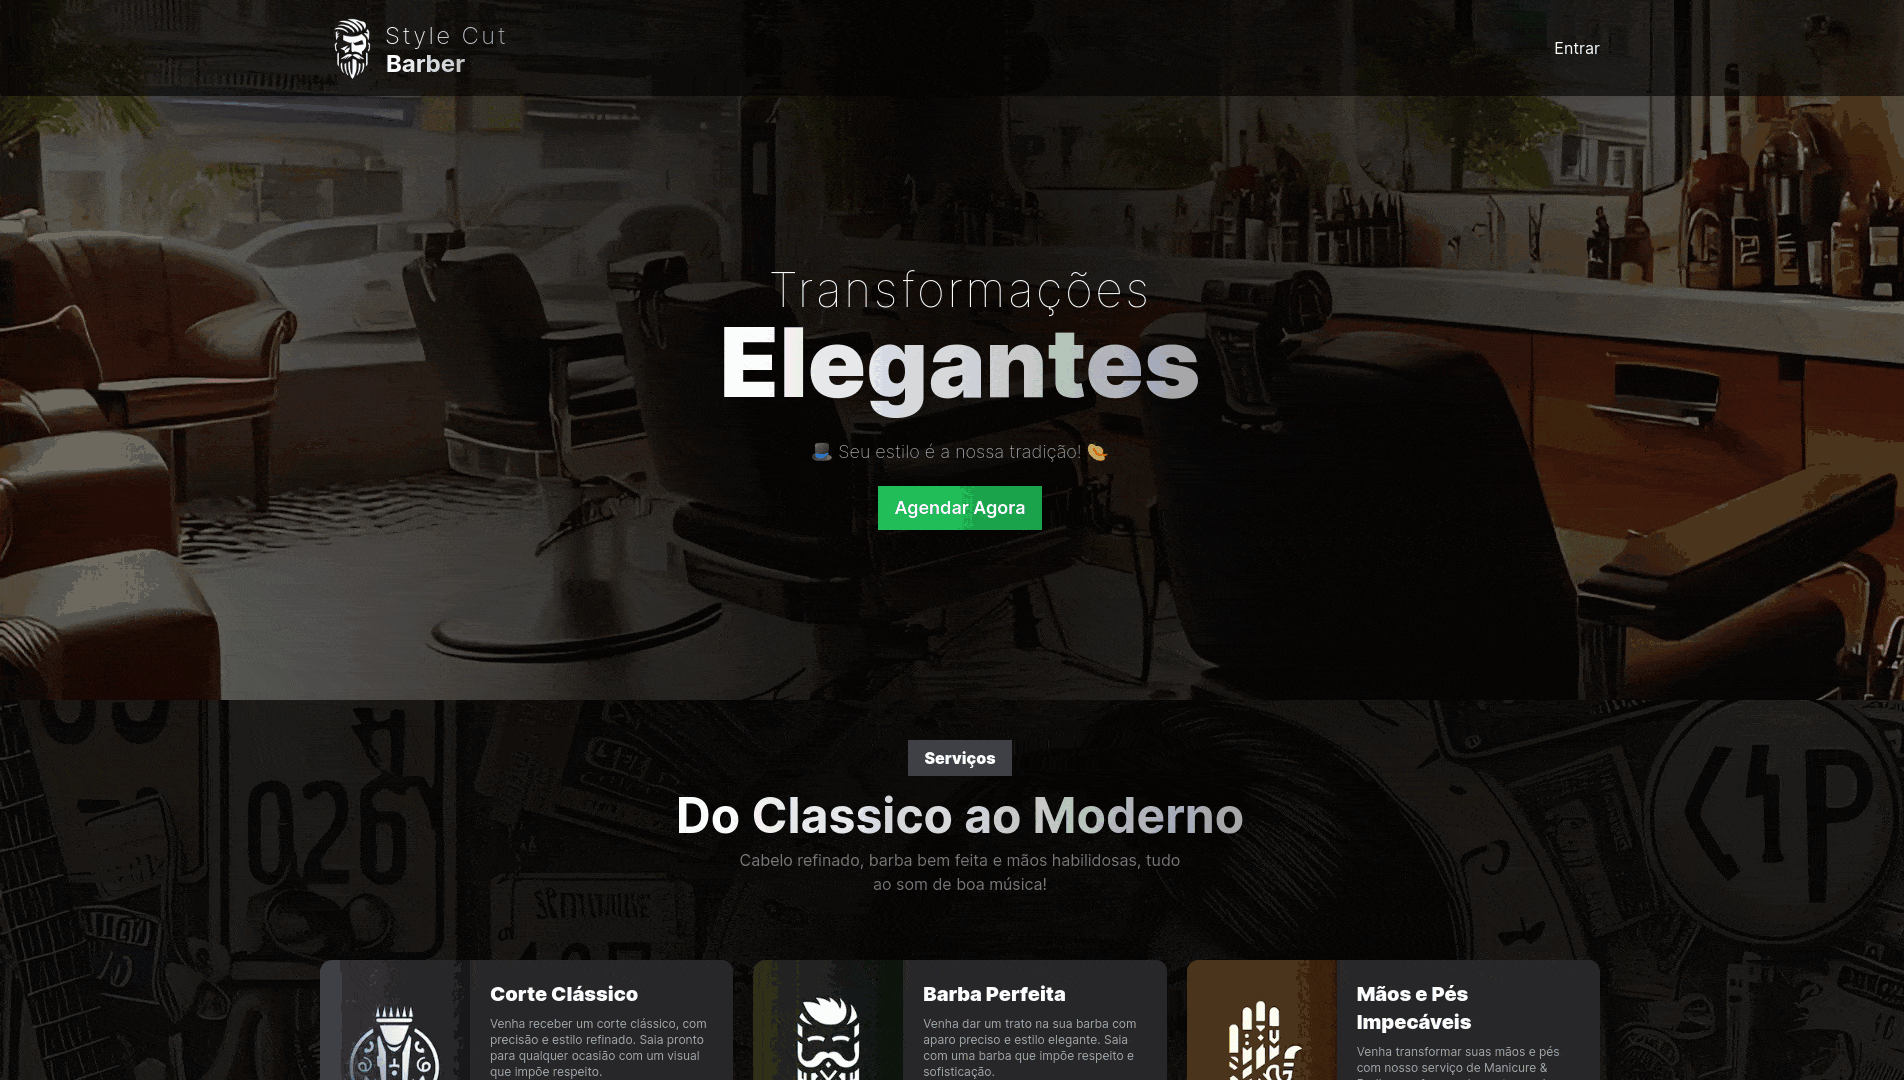 Style Cut
Barber
Entrar
Transformações
Elegantes
Seu estilo é a nossa tradição!
Agendar Agora
026
Serviços
Do Classico ao Moderno
Cabelo refinado, barba bem feita e mãos habilidosas, tudo
ao som de boa música!
Corte Clássico
Venha receber um corte clássico, com
precisão e estilo refinado. Saia pronto
para qualquer ocasião com um visual
que impõe respeito.
Barba Perfeita
Venha dar um trato na sua barba com
aparo preciso e estilo elegante. Saia
com uma barba que impõe respeito e
sofisticação.
Mãos e Pés
Impecáveis
Venha transformar suas mãos e pés
com nosso serviço de Manicure &